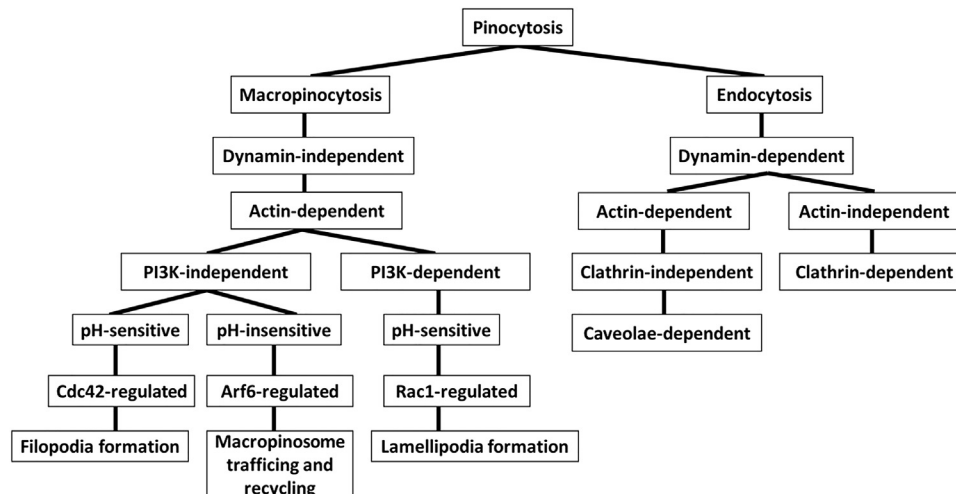 Pinocytosis
Macropinocytosis
Endocytosis
Dynamin-independent
Dynamin-dependent
Actin-dependent
Actin-dependent
Actin-independent
PI3K-independent
PI3K-dependent
Clathrin-independent
Clathrin-dependent
pH-sensitive
pH-insensitive
pH-sensitive
Caveolae-dependent
Cdc42-regulated
Arf6-regulated
Rac1-regulated
Filopodia formation
Macropinosome
trafficing and
recycling
Lamellipodia formation